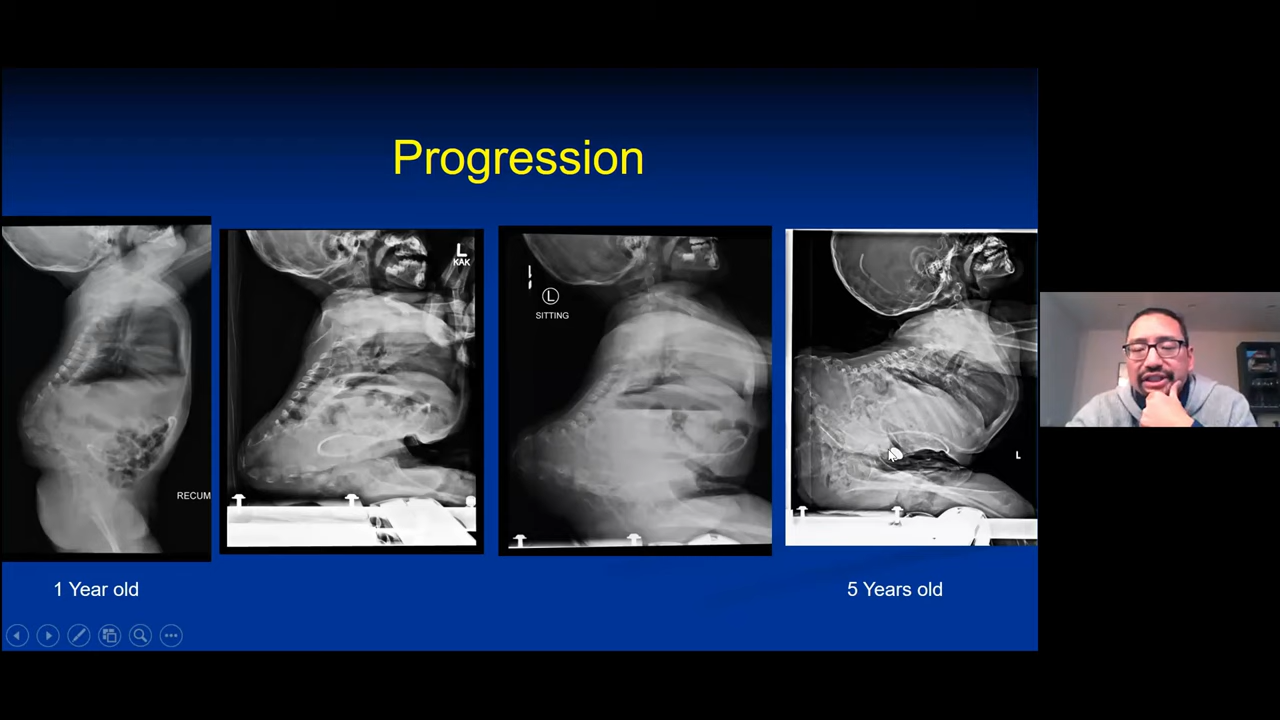 Progression
L
KAK
L
SITTING
L
RECUM
1 Year old
5 Years old